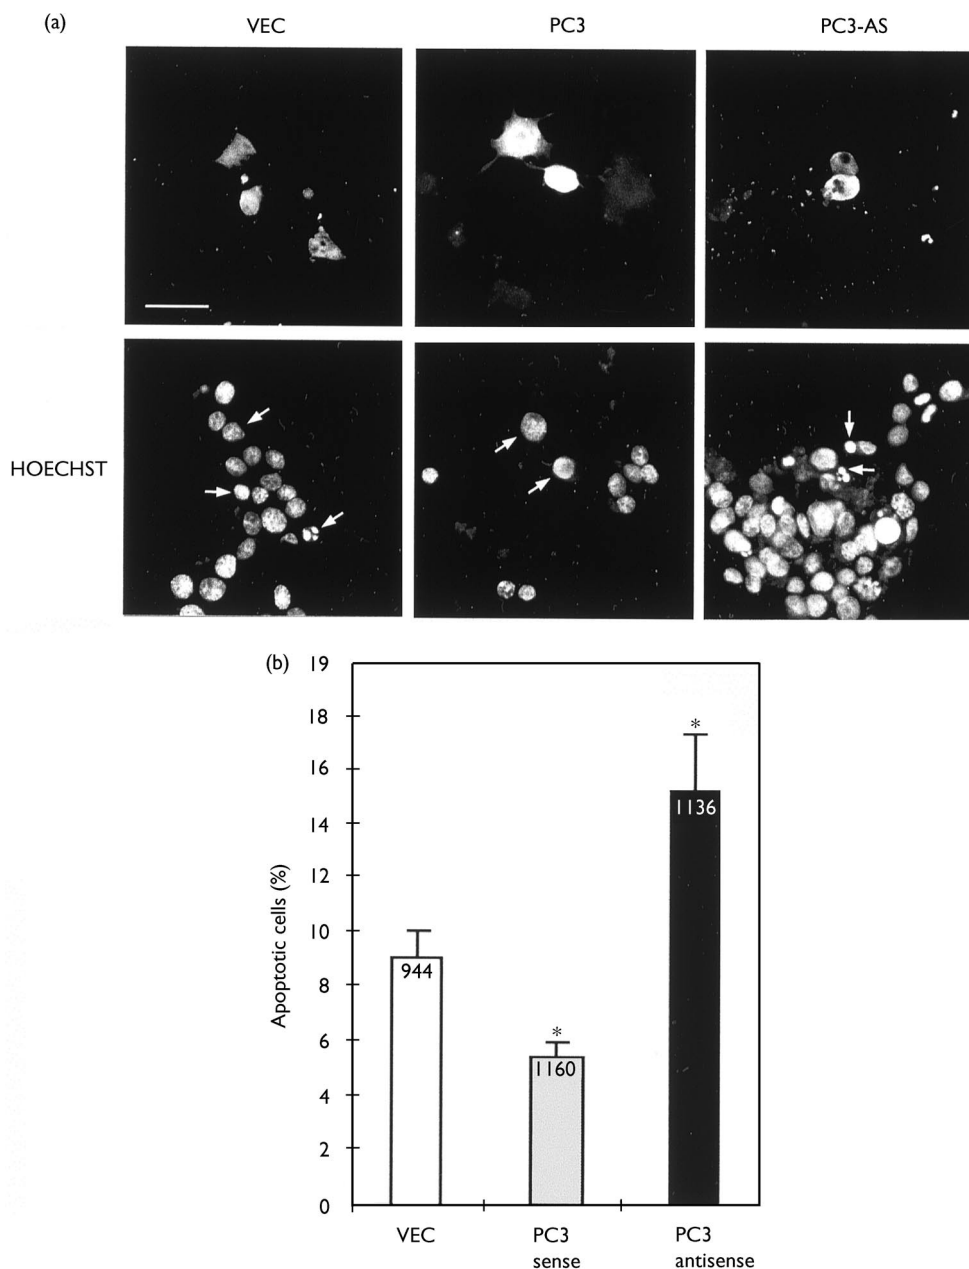 (a)
VEC
PC3
PC3-AS
HOECHST
(b)
19
18
16
14
12
10
8
6
4
2
0
Apoptotic cells (%)
944
*
1160
*
1136
VEC
PC3
sense
PC3
antisense